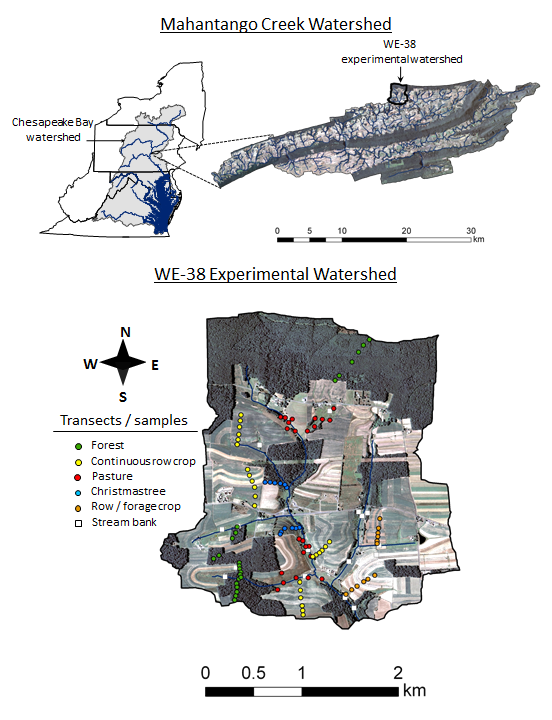 Mahantango Creek Watershed
WE-38
experimental watershed
Chesapeake Bay
watershed
0 5 10 20 30
km
WE-38 Experimental Watershed
N
W E
S
Transects / samples
Forest
Continuous row crop
Pasture
Christmas tree
Row / forage crop
Stream bank
0 0.5 1 2
km